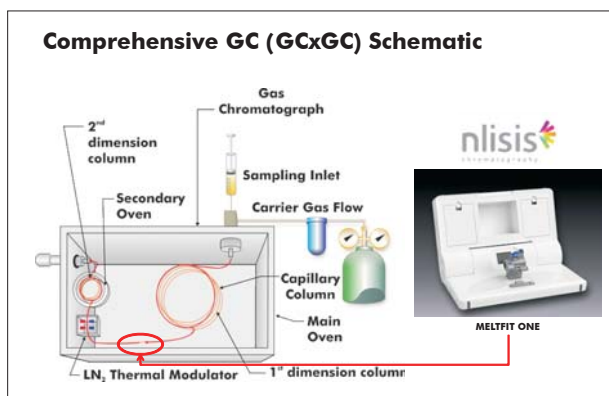 Comprehensive GC (GCxGC) Schematic
Gas
Chromatograph
2nd
dimension
column
Sampling Inlet
Secondary
Oven
Carrier Gas Flow
Capillary
Column
Main
Oven
LN2 Thermal Modulator
1st dimension column
nlisis
chromatography
MELTFIT ONE